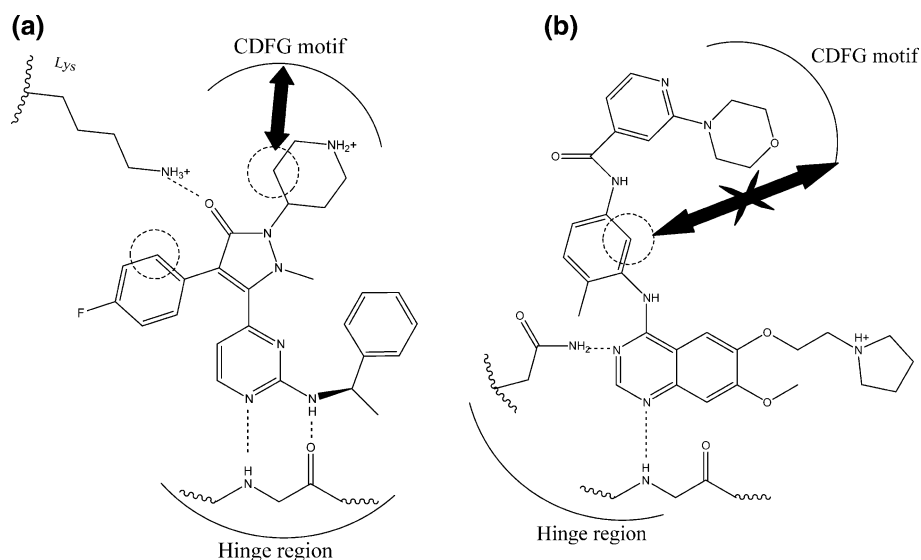 (a)
CDFG motif
Lys
NH₂⁺
NH₃⁺
O
N
N
F
N
N
N
H
H
N
O
Hinge region
(b)
CDFG motif
N
N
O
O
NH
NH
O
NH₂
N
N
O
O
H⁺
N
H
N
O
Hinge region